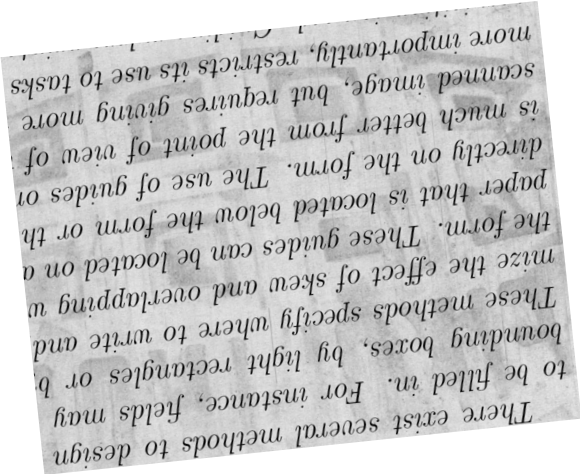 There exist several methods to design
to be filled in. For instance, fields may
bounding boxes, by light rectangles or b
These methods specify where to write and
mize the effect of skew and overlapping w
the form. These guides can be located on a
paper that is located below the form or th
directly on the form. The use of guides or
is much better from the point of view of
scanned image, but requires giving more
more importantly, restricts its use to tasks